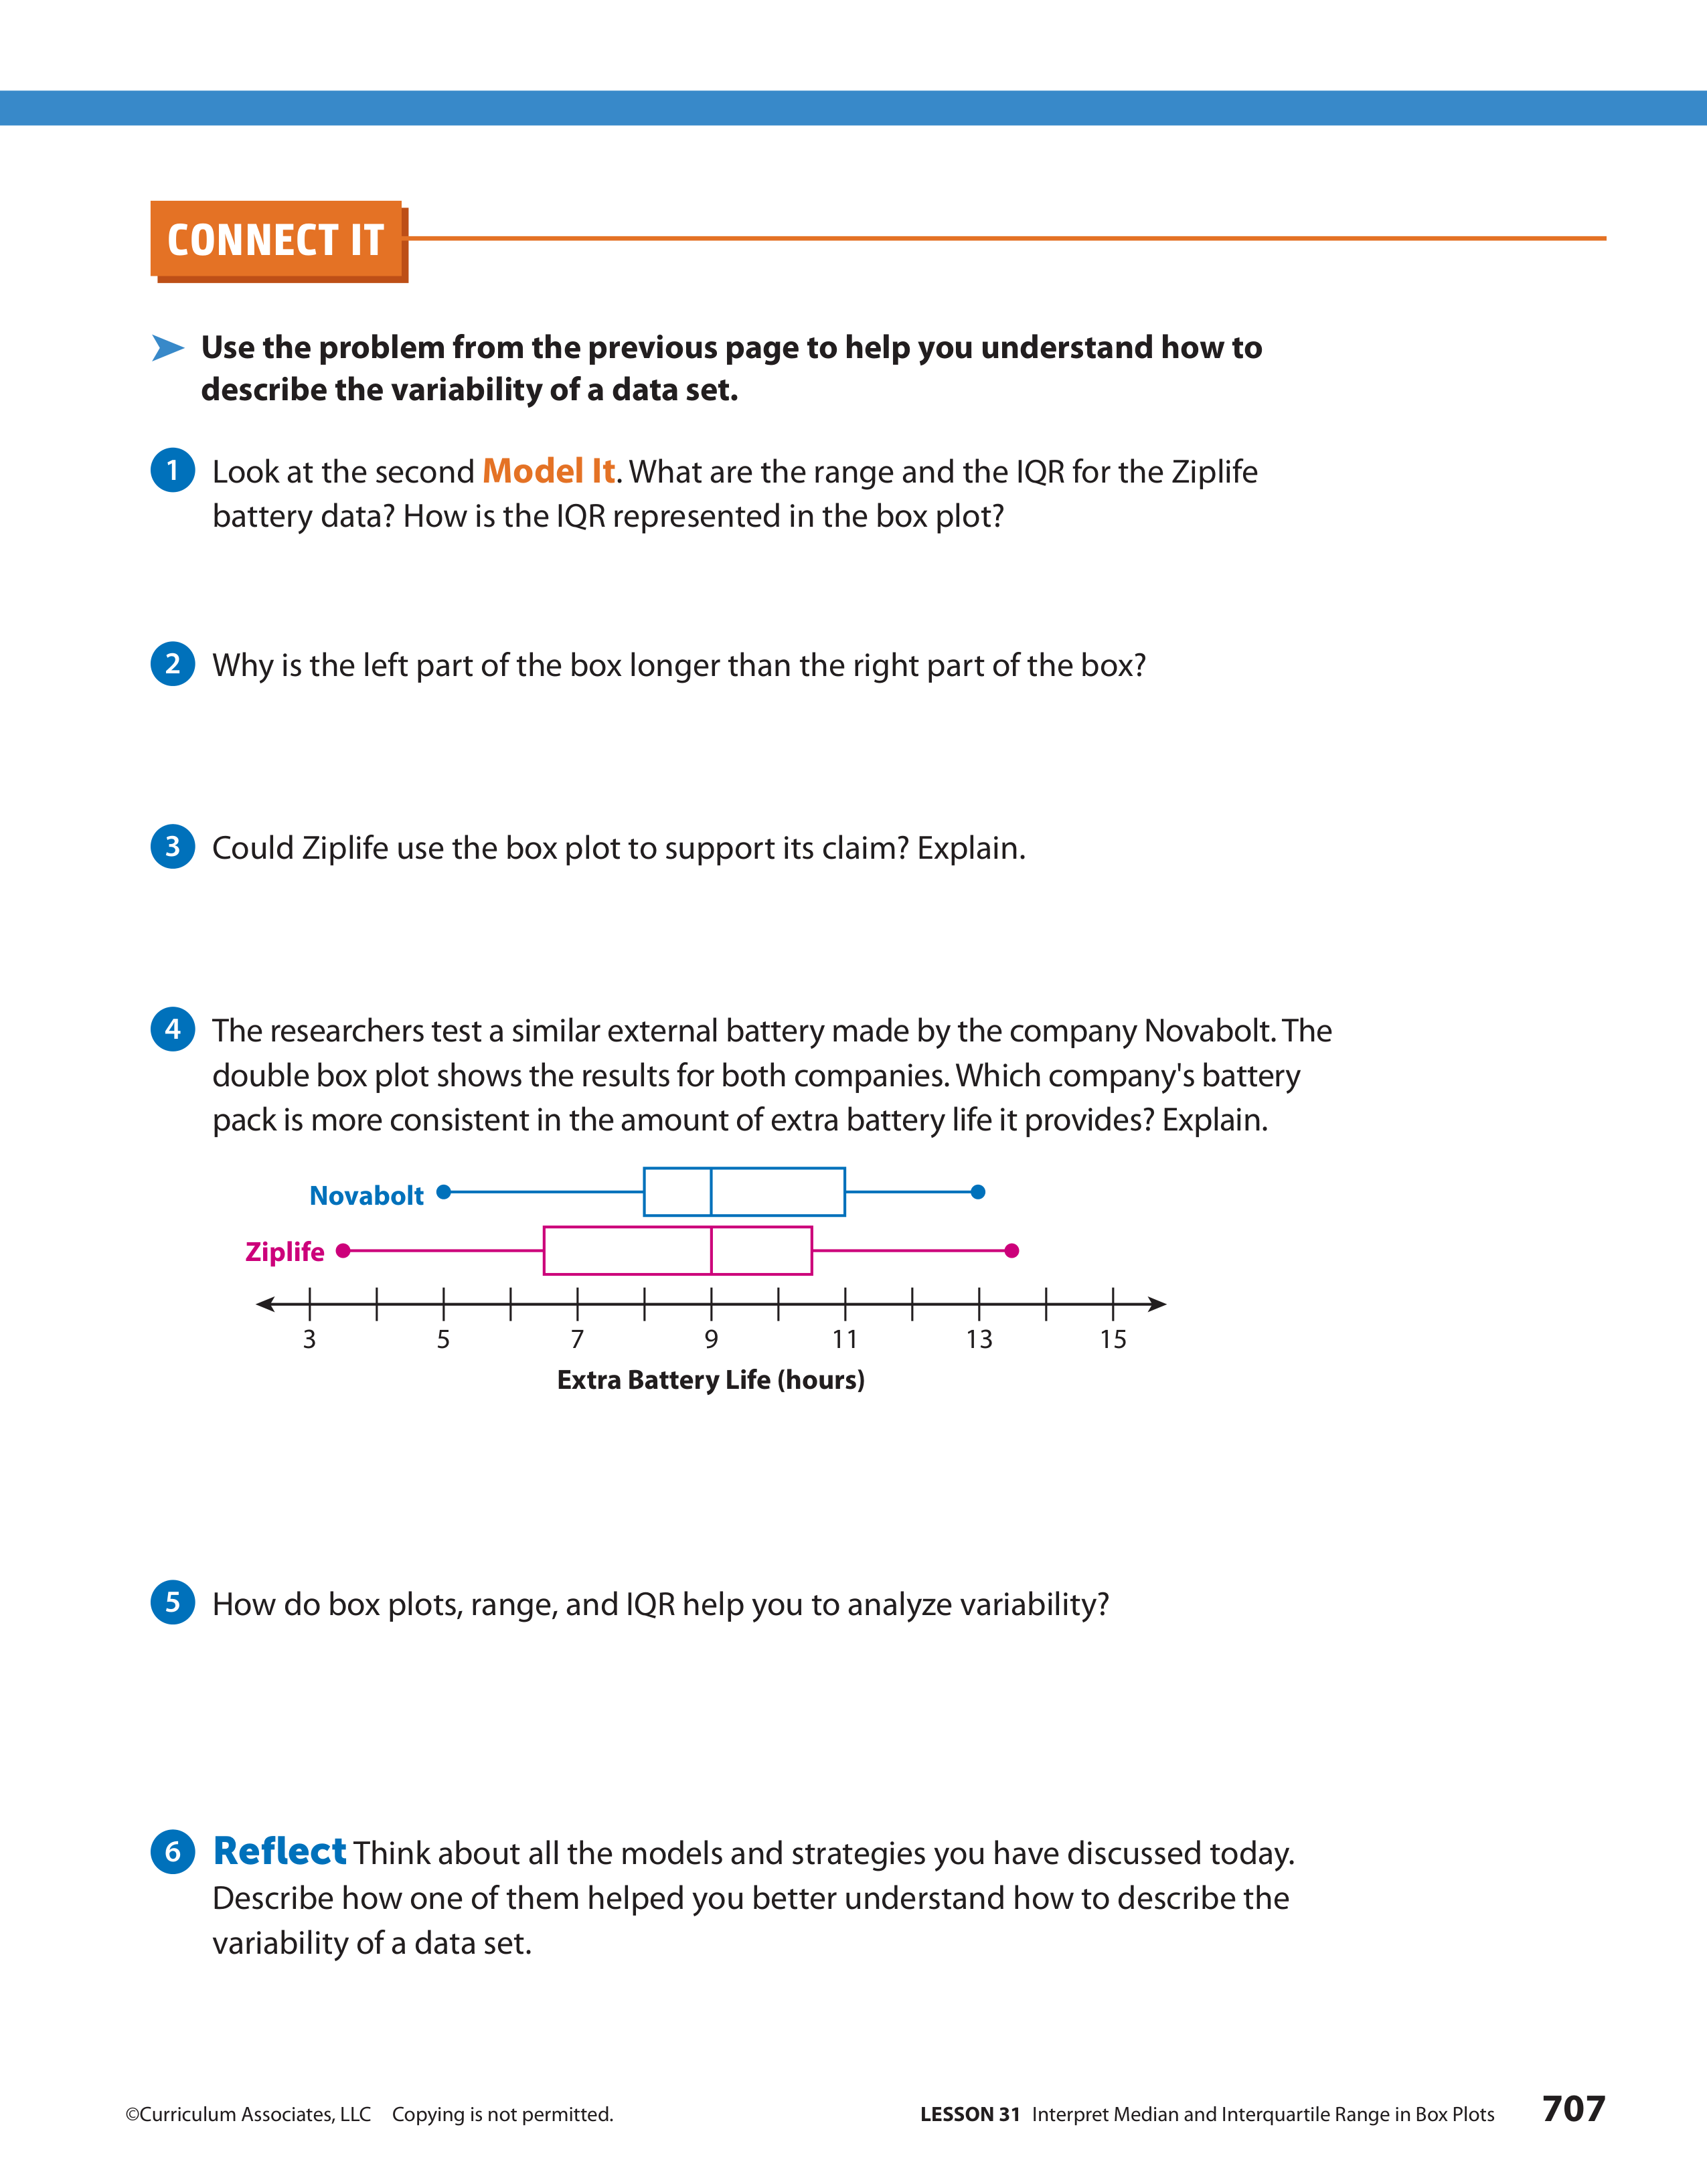 CONNECT IT
Use the problem from the previous page to help you understand how to
describe the variability of a data set.
1 Look at the second Model It. What are the range and the IQR for the Ziplife
battery data? How is the IQR represented in the box plot?
2 Why is the left part of the box longer than the right part of the box?
3 Could Ziplife use the box plot to support its claim? Explain.
4 The researchers test a similar external battery made by the company Novabolt. The
double box plot shows the results for both companies. Which company's battery
pack is more consistent in the amount of extra battery life it provides? Explain.
Novabolt
Ziplife
3 5 7 9 11 13 15
Extra Battery Life (hours)
5 How do box plots, range, and IQR help you to analyze variability?
6 Reflect Think about all the models and strategies you have discussed today.
Describe how one of them helped you better understand how to describe the
variability of a data set.
©Curriculum Associates, LLC Copying is not permitted. LESSON 31 Interpret Median and Interquartile Range in Box Plots 707